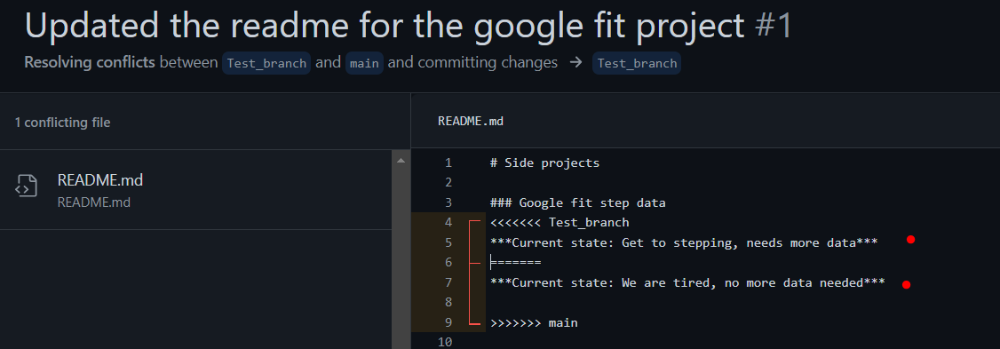 Updated the readme for the google fit project #1
Resolving conflicts between Test_branch and main and committing changes → Test_branch
1 conflicting file
README.md
README.md
README.md
1 # Side projects
2
3 ### Google fit step data
4 <<<<<<< Test_branch
5 ***Current state: Get to stepping, needs more data***
6 =======
7 ***Current state: We are tired, no more data needed***
8
9 >>>>>>> main
10